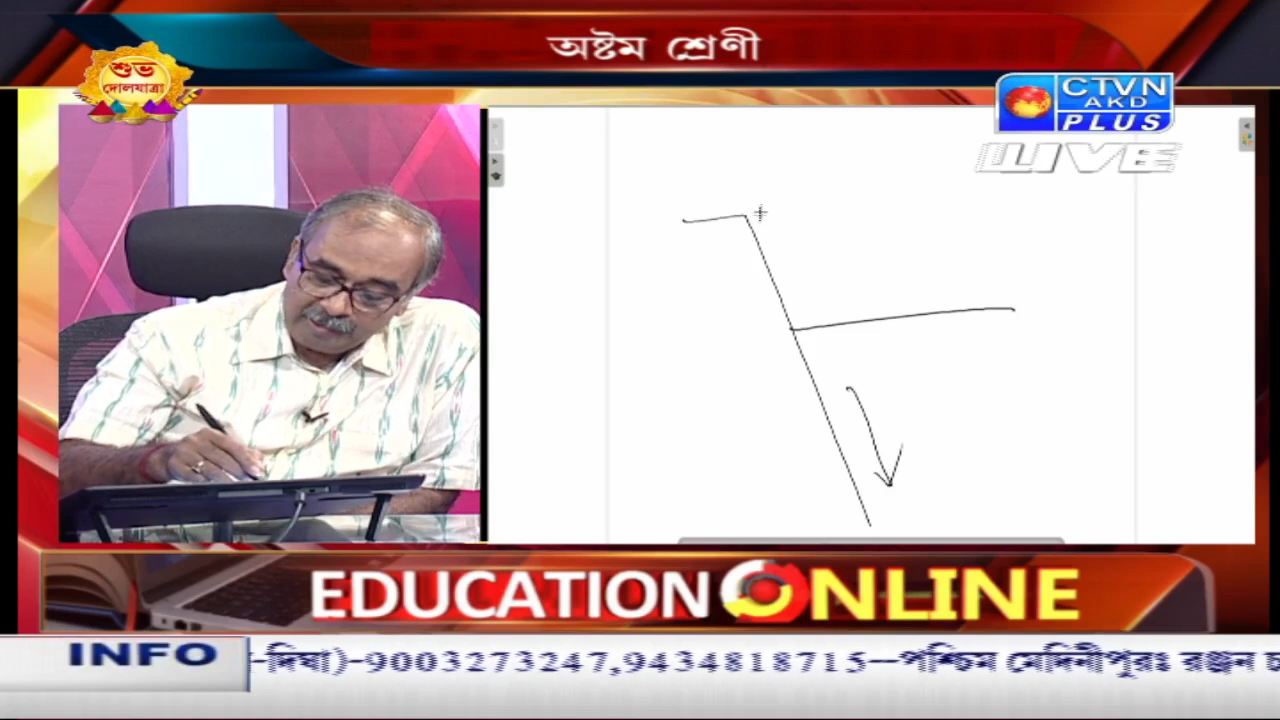 অষ্টম শ্রেণী
শুভ
দোলযাত্রা
CTVN
AKD
PLUS
LIVE
EDUCATION ONLINE
INFO
-দিঘা)-9003273247,9434818715--পশ্চিম মেদিনীপুরঃ রঞ্জন